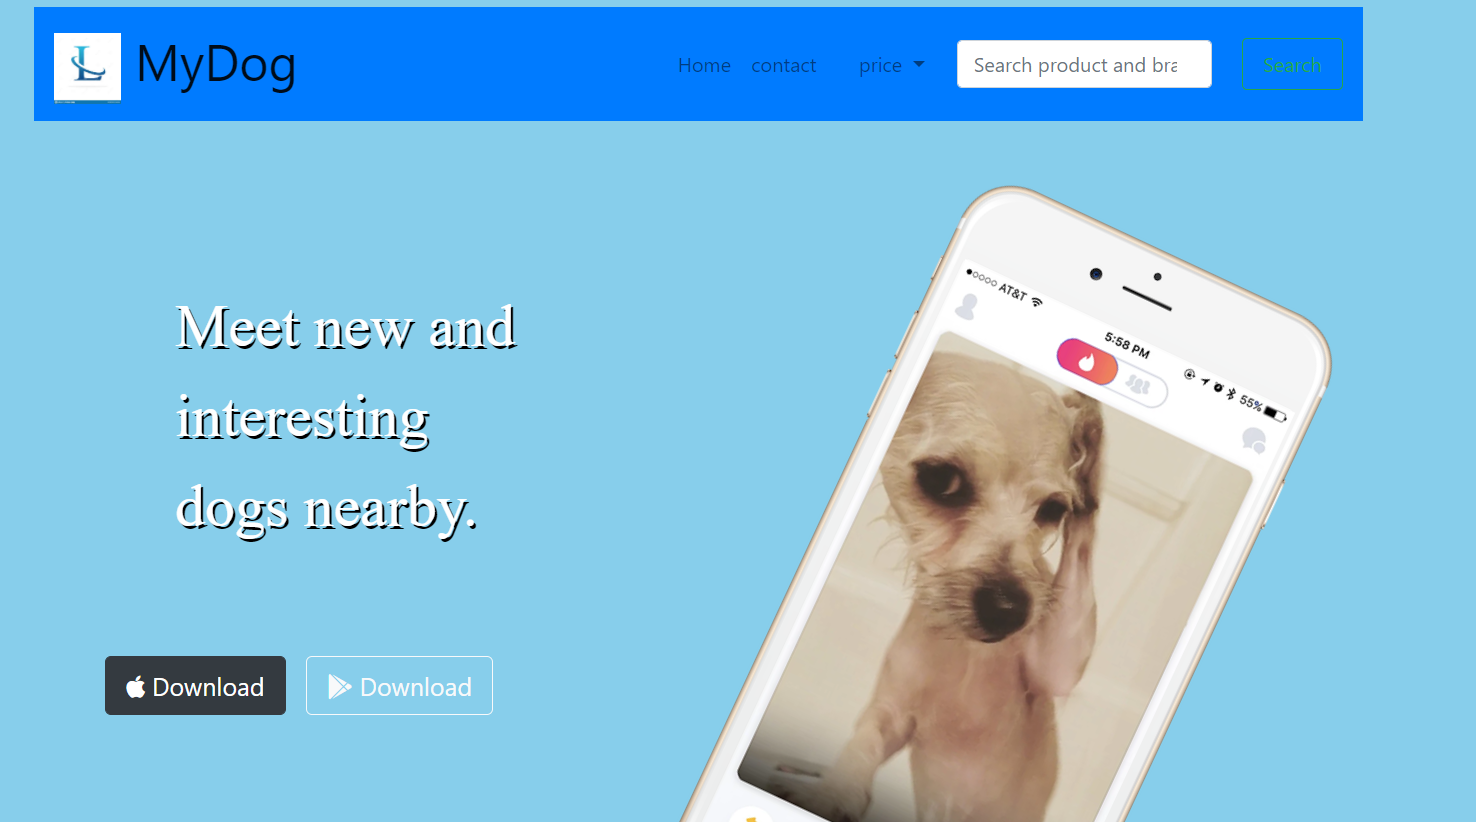 L
MyDog
Home
contact
price
Search product and bra
Search
AT&T
5:58 PM
55%
Meet new and
interesting
dogs nearby.
Download
Download